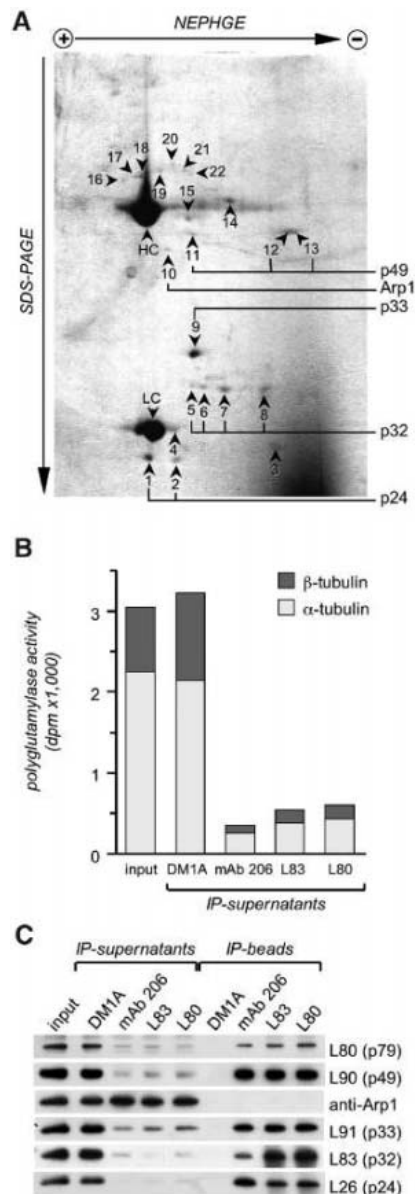 A
NEPHGE
+ −
SDS-PAGE
20
18 21
17
16 22
19 15
14
HC 11 12 13
10 p49
Arp1
p33
9
LC
5 6 7 8
4 p32
3
1 2
p24
B
polyglutamylase activity
(dpm x1,000)
3
2
1
0
β-tubulin
α-tubulin
input DM1A mAb 206 L83 L80
IP-supernatants
C
IP-supernatants IP-beads
input DM1A mAb 206 L83 L80 DM1A mAb 206 L83 L80
L80 (p79)
L90 (p49)
anti-Arp1
L91 (p33)
L83 (p32)
L26 (p24)